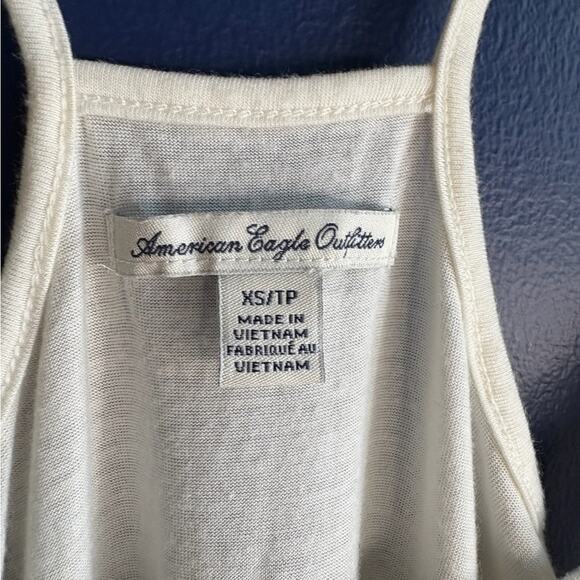 American Eagle Outfitters
XS/TP
MADE IN
VIETNAM
FABRIQUÉ AU
VIETNAM